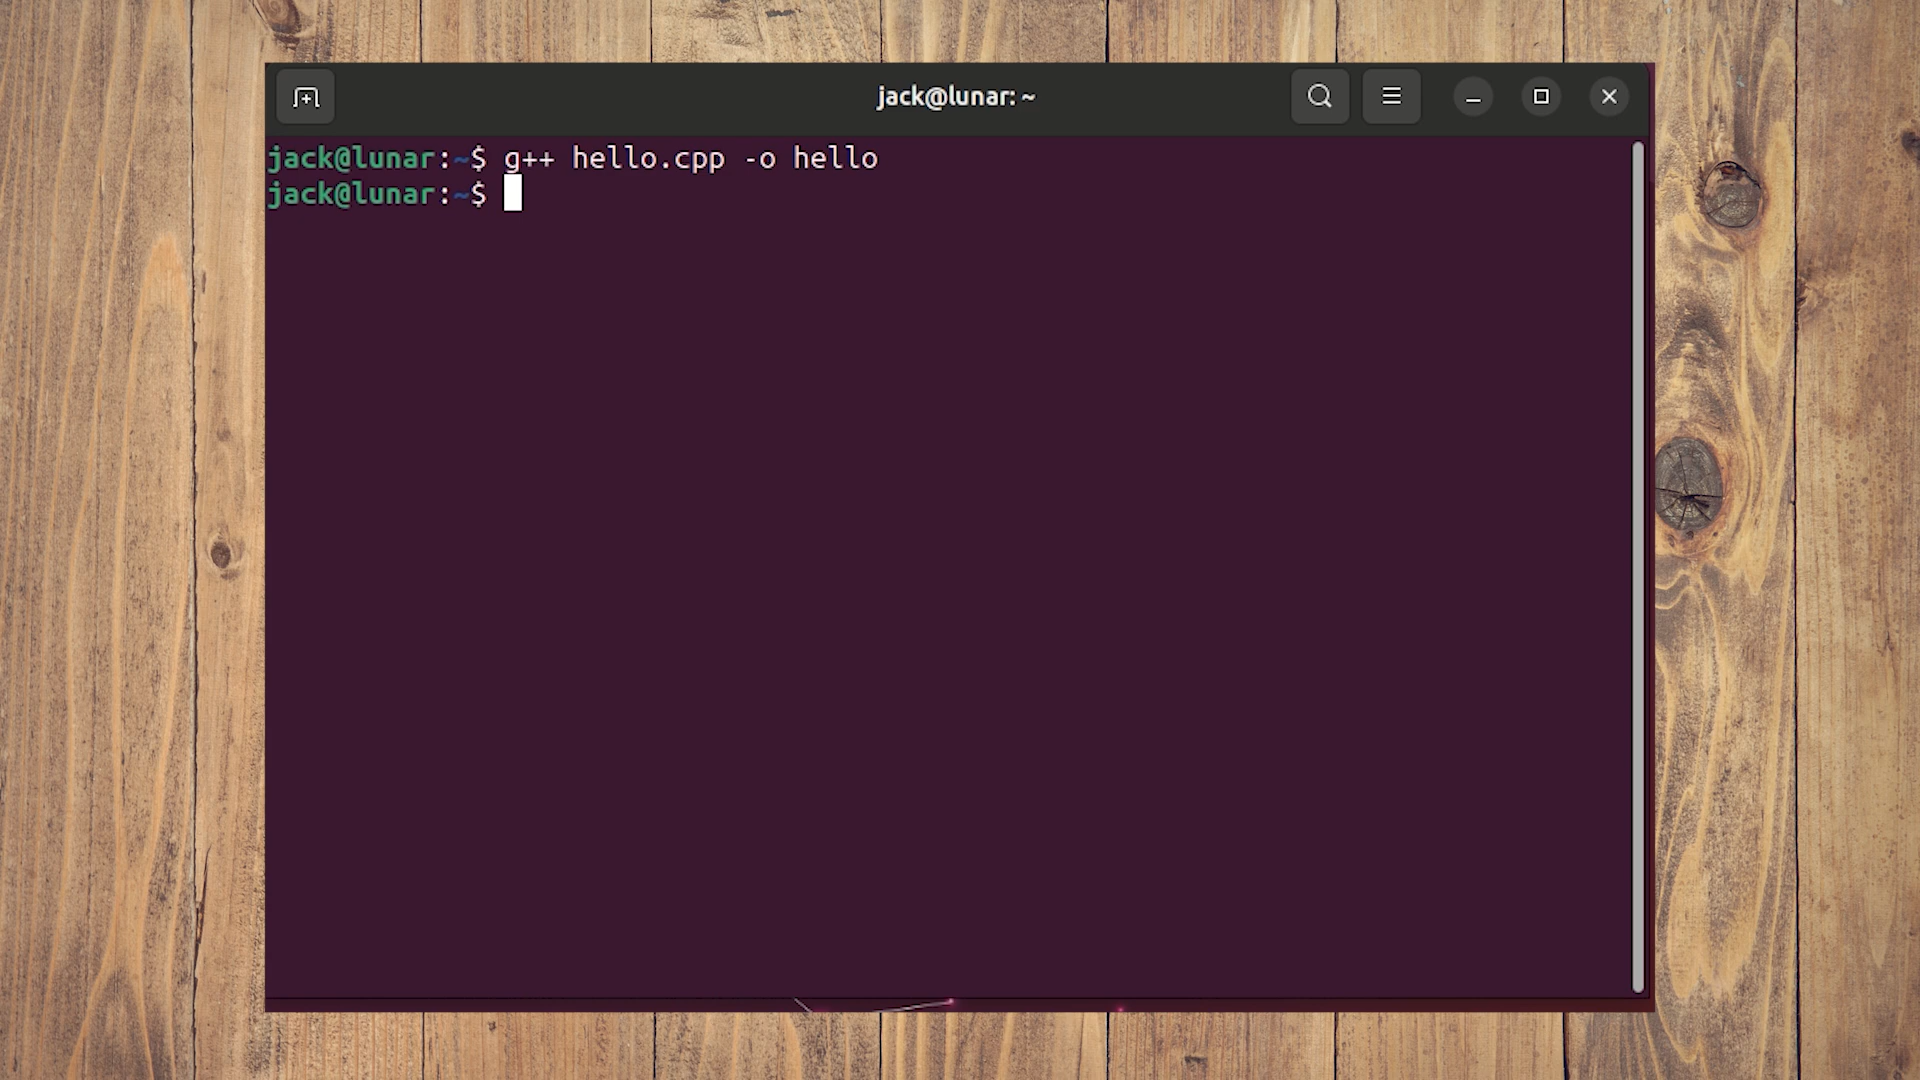 jack@lunar: ~
jack@lunar:~$ g++ hello.cpp -o hello
jack@lunar:~$